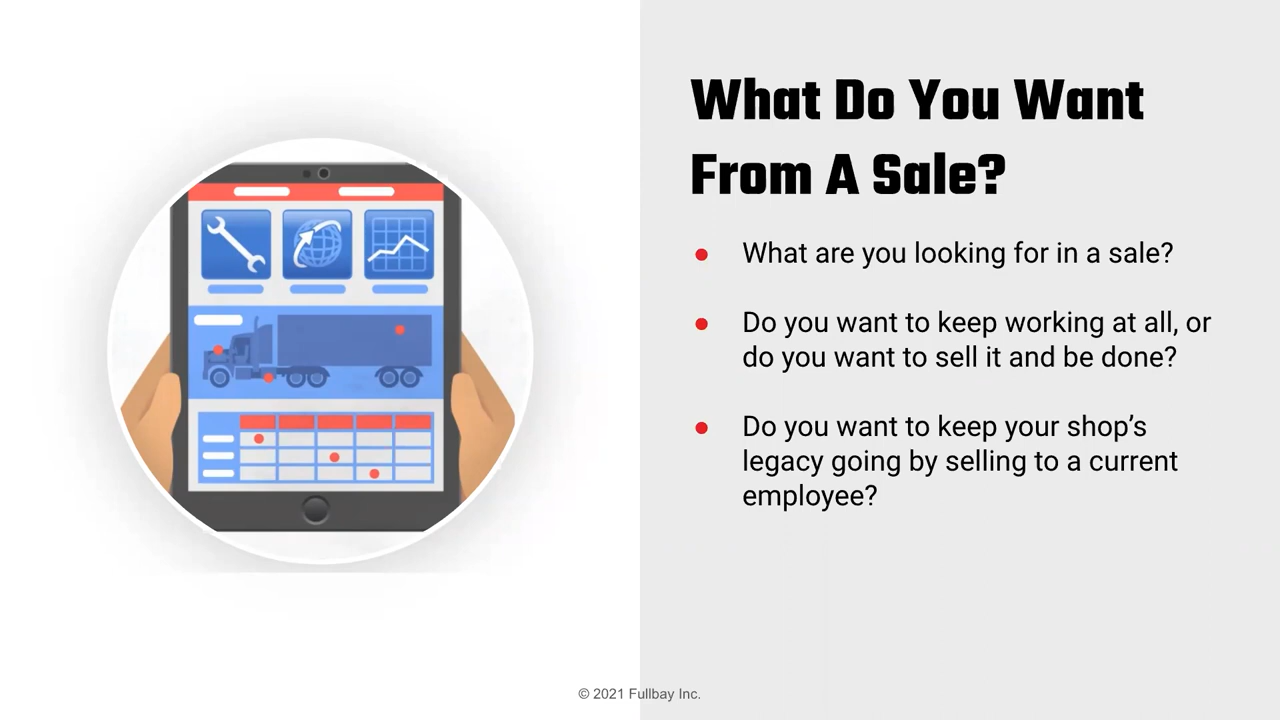 What Do You Want
From A Sale?
● What are you looking for in a sale?
● Do you want to keep working at all, or
do you want to sell it and be done?
● Do you want to keep your shop’s
legacy going by selling to a current
employee?
© 2021 Fullbay Inc.